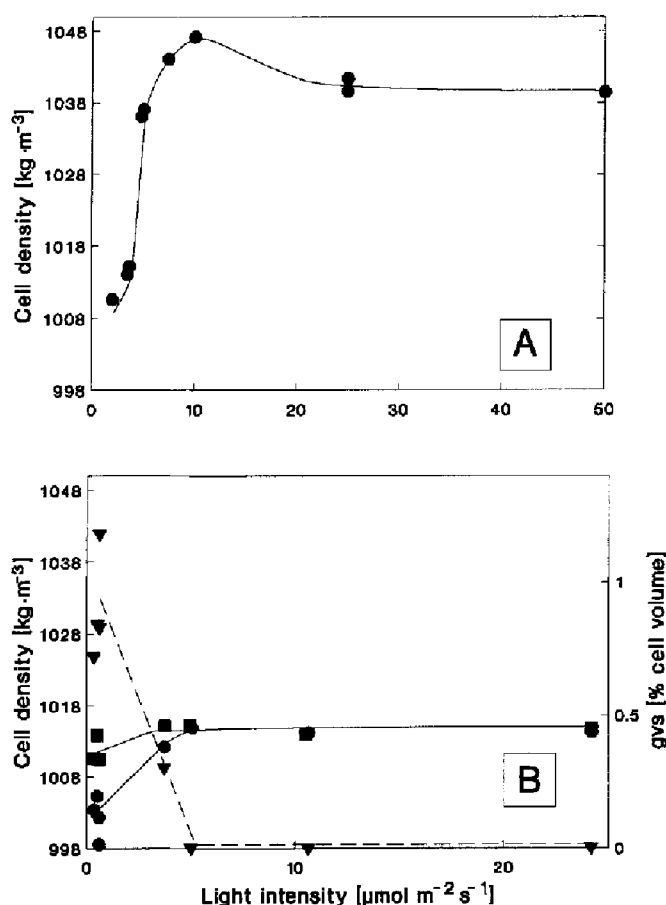 1048
1038
1028
1018
1008
998
Cell density [kg·m⁻³]
A
0 10 20 30 40 50
1048
1038
1028
1018
1008
998
Cell density [kg·m⁻³]
1
0.5
0
gvs [% cell volume]
B
0 10 20
Light intensity [µmol m⁻² s⁻¹]